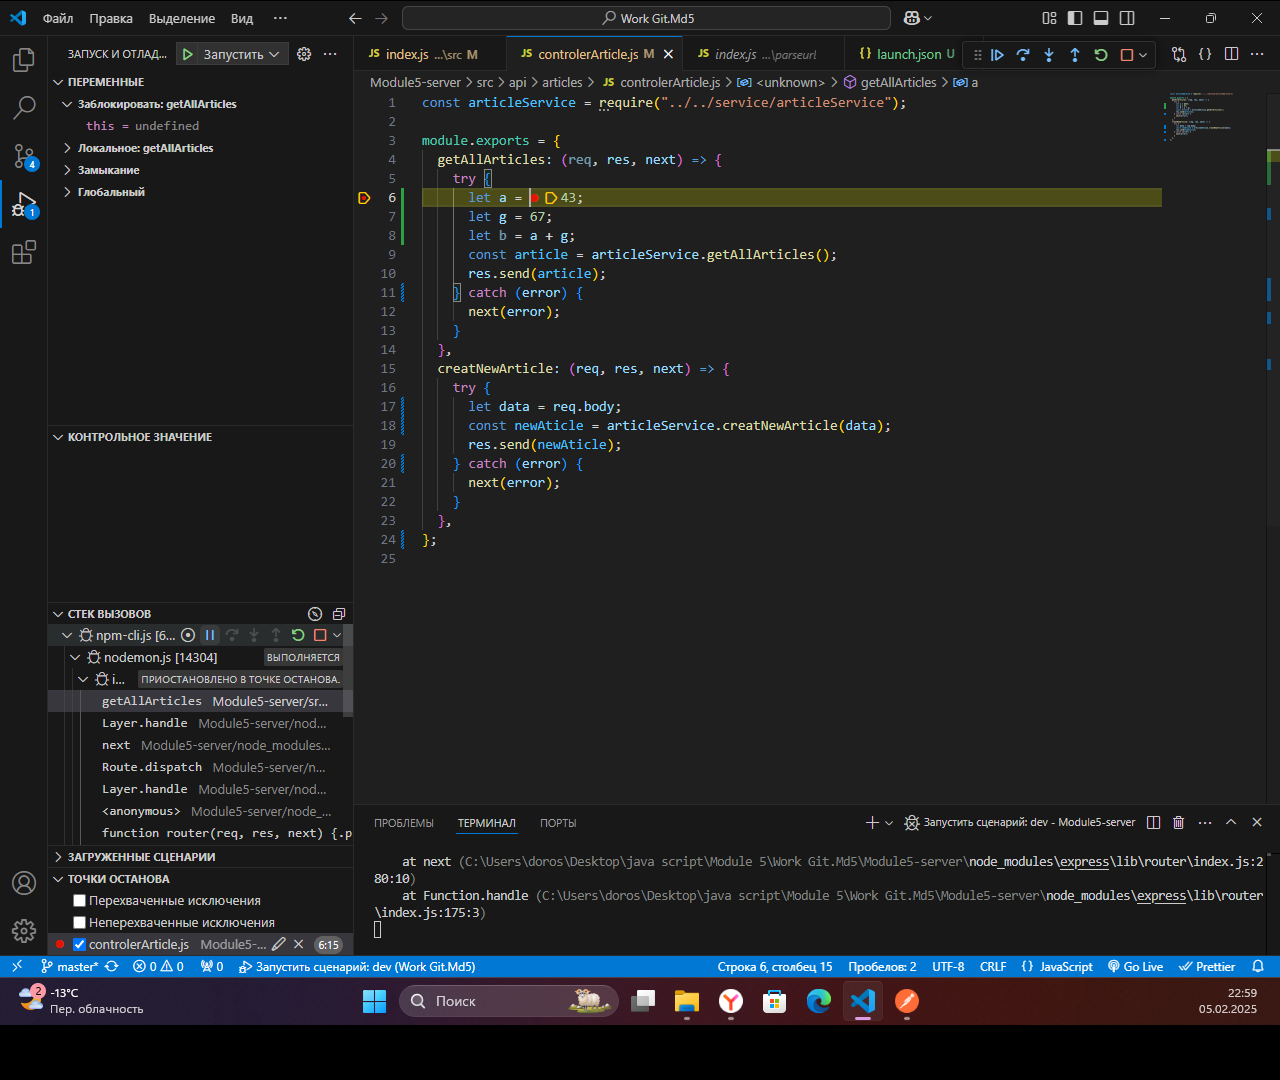 Файл Правка Выделение Вид ··· Work Git.Md5
ЗАПУСК И ОТЛАД... Запустить ···
index.js ...\src M controlerArticle.js M index.js ...\parseurl launch.json U
Module5-server > src > api > articles > controlerArticle.js > <unknown> > getAllArticles > a
ПЕРЕМЕННЫЕ
Заблокировать: getAllArticles
this = undefined
Локальное: getAllArticles
Замыкание
Глобальный
КОНТРОЛЬНОЕ ЗНАЧЕНИЕ
СТЕК ВЫЗОВОВ
npm-cli.js [6...
nodemon.js [14304] ВЫПОЛНЯЕТСЯ
i... ПРИОСТАНОВЛЕНО В ТОЧКЕ ОСТАНОВА.
getAllArticles Module5-server/sr...
Layer.handle Module5-server/nod...
next Module5-server/node_modules...
Route.dispatch Module5-server/n...
Layer.handle Module5-server/nod...
<anonymous> Module5-server/node_...
function router(req, res, next) {.p
ЗАГРУЖЕННЫЕ СЦЕНАРИИ
ТОЧКИ ОСТАНОВА
Перехваченные исключения
Неперехваченные исключения
controlerArticle.js Module5-... 6:15
4
1
1 const articleService = require("../../service/articleService");
2
3 module.exports = {
4 getAllArticles: (req, res, next) => {
5 try {
6 let a = 43;
7 let g = 67;
8 let b = a + g;
9 const article = articleService.getAllArticles();
10 res.send(article);
11 } catch (error) {
12 next(error);
13 }
14 },
15 creatNewArticle: (req, res, next) => {
16 try {
17 let data = req.body;
18 const newAticle = articleService.creatNewArticle(data);
19 res.send(newAticle);
20 } catch (error) {
21 next(error);
22 }
23 },
24 };
25
ПРОБЛЕМЫ ТЕРМИНАЛ ПОРТЫ Запустить сценарий: dev - Module5-server ···
at next (C:\Users\doros\Desktop\java script\Module 5\Work Git.Md5\Module5-server\node_modules\express\lib\router\index.js:2
80:10)
at Function.handle (C:\Users\doros\Desktop\java script\Module 5\Work Git.Md5\Module5-server\node_modules\express\lib\router
\index.js:175:3)
master* 0 0 0 Запустить сценарий: dev (Work Git.Md5) Строка 6, столбец 15 Пробелов: 2 UTF-8 CRLF {} JavaScript Go Live Prettier
2 -13°C
Пер. облачность
Поиск
22:59
05.02.2025